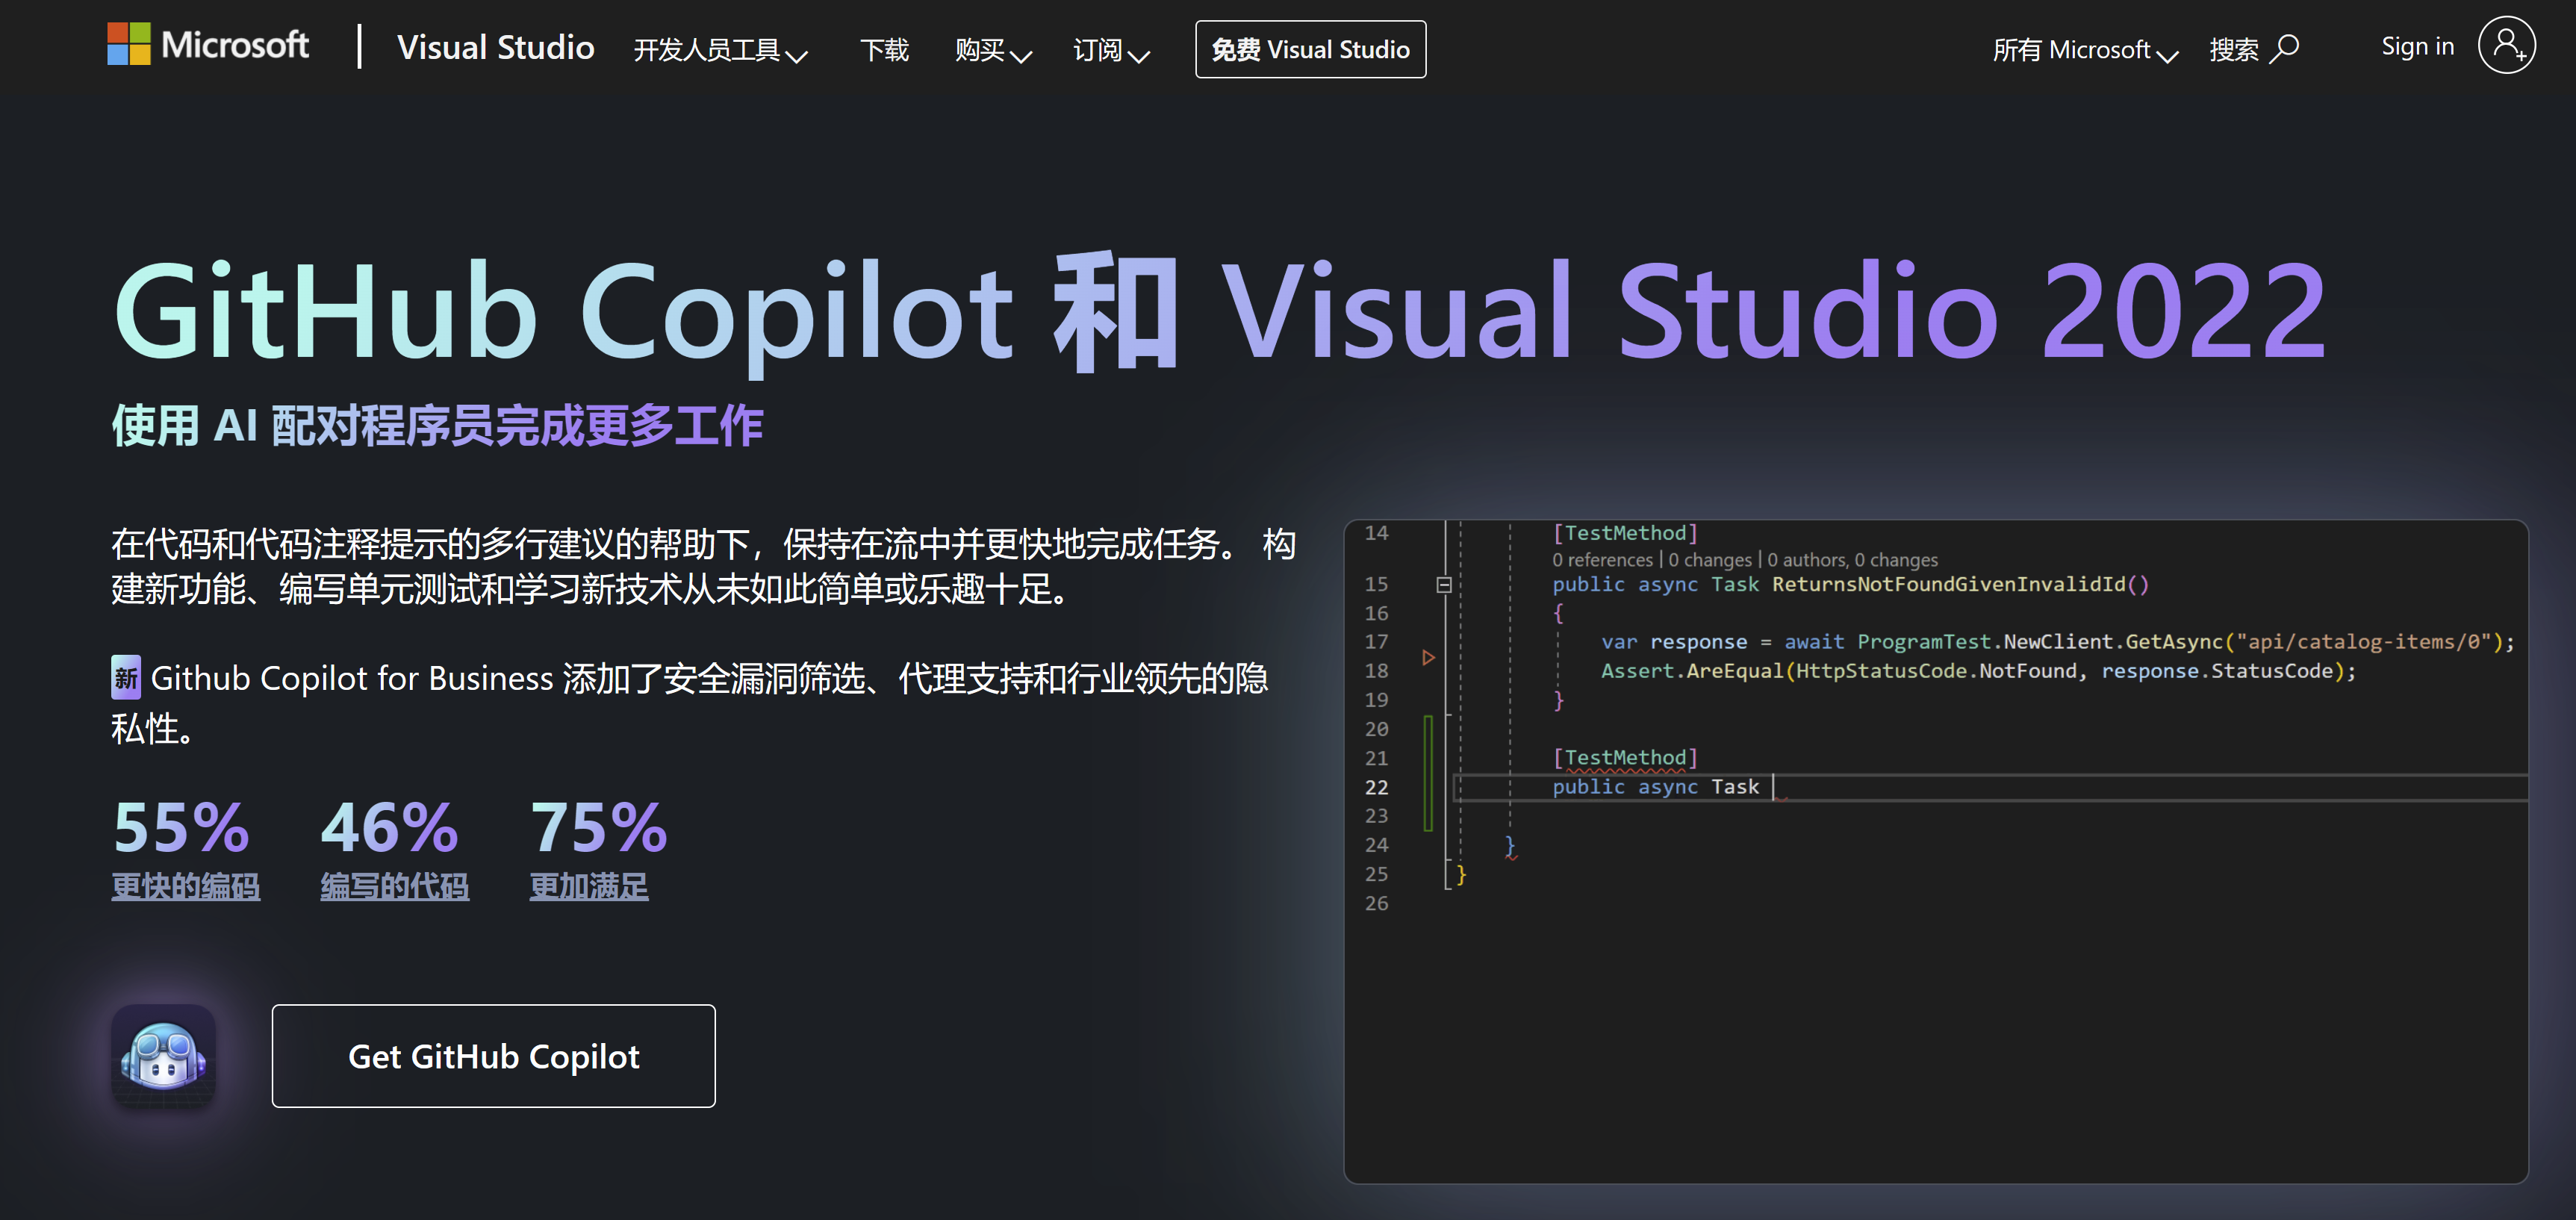 Microsoft
Visual Studio
开发人员工具
下载
购买
订阅
免费 Visual Studio
所有 Microsoft
搜索
Sign in
GitHub Copilot 和 Visual Studio 2022
使用 AI 配对程序员完成更多工作
在代码和代码注释提示的多行建议的帮助下，保持在流中并更快地完成任务。 构
建新功能、编写单元测试和学习新技术从未如此简单或乐趣十足。
新 Github Copilot for Business 添加了安全漏洞筛选、代理支持和行业领先的隐
私性。
55%
更快的编码
46%
编写的代码
75%
更加满足
Get GitHub Copilot
14 [TestMethod]
0 references | 0 changes | 0 authors, 0 changes
15 public async Task ReturnsNotFoundGivenInvalidId()
16 {
17 var response = await ProgramTest.NewClient.GetAsync("api/catalog-items/0");
18 Assert.AreEqual(HttpStatusCode.NotFound, response.StatusCode);
19 }
20
21 [TestMethod]
22 public async Task
23
24 }
25 }
26